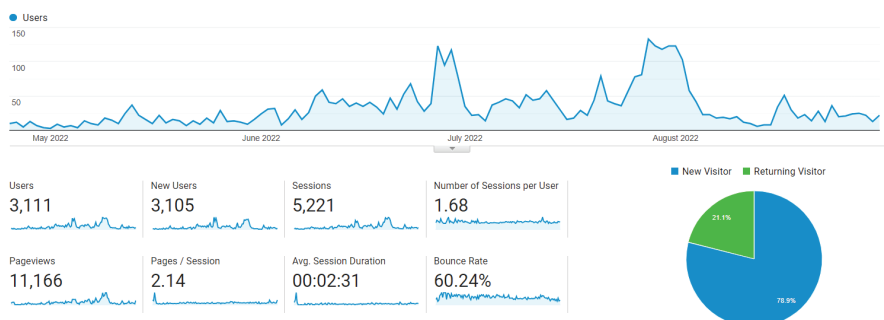 Users
150
100
50
May 2022 June 2022 July 2022 August 2022
New Visitor Returning Visitor
Users New Users Sessions Number of Sessions per User
3,111 3,105 5,221 1.68
21.1%
Pageviews Pages / Session Avg. Session Duration Bounce Rate
11,166 2.14 00:02:31 60.24%
78.9%